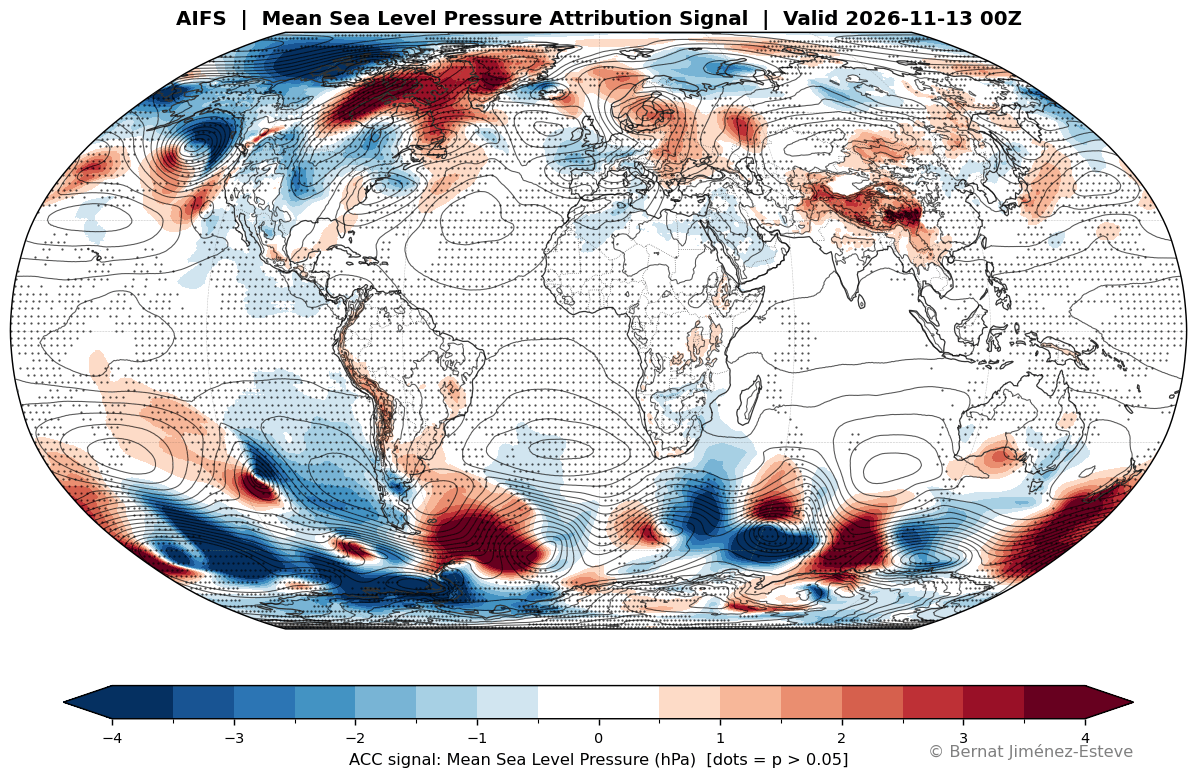 AIFS | Mean Sea Level Pressure Attribution Signal | Valid 2026-11-13 00Z
−4 −3 −2 −1 0 1 2 3 4
ACC signal: Mean Sea Level Pressure (hPa) [dots = p > 0.05]
© Bernat Jiménez-Esteve